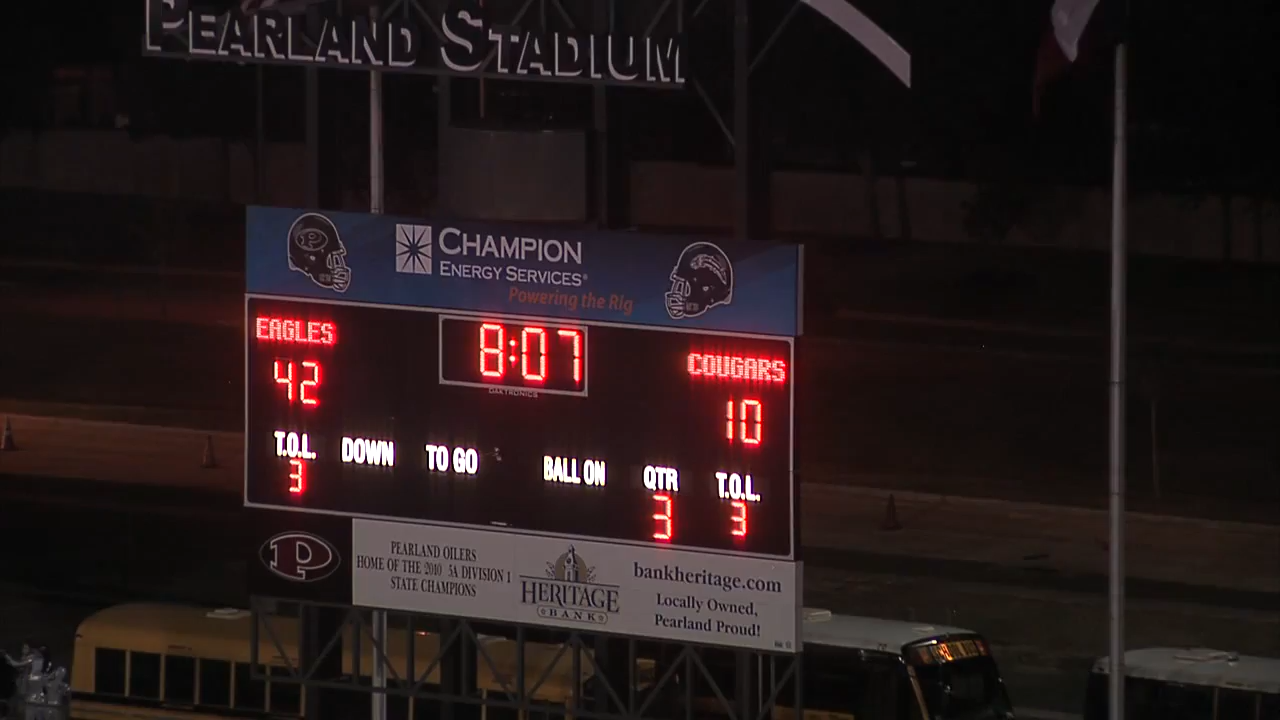 PEARLAND STADIUM
CHAMPION
ENERGY SERVICES®
Powering the Rig
EAGLES
8:07
COUGARS
42
10
DAKTRONICS
T.O.L.
DOWN
TO GO
BALL ON
QTR
T.O.L.
3
3
3
P
PEARLAND OILERS
HOME OF THE 2010 5A DIVISION 1
STATE CHAMPIONS
HERITAGE
BANK
bankheritage.com
Locally Owned,
Pearland Proud!